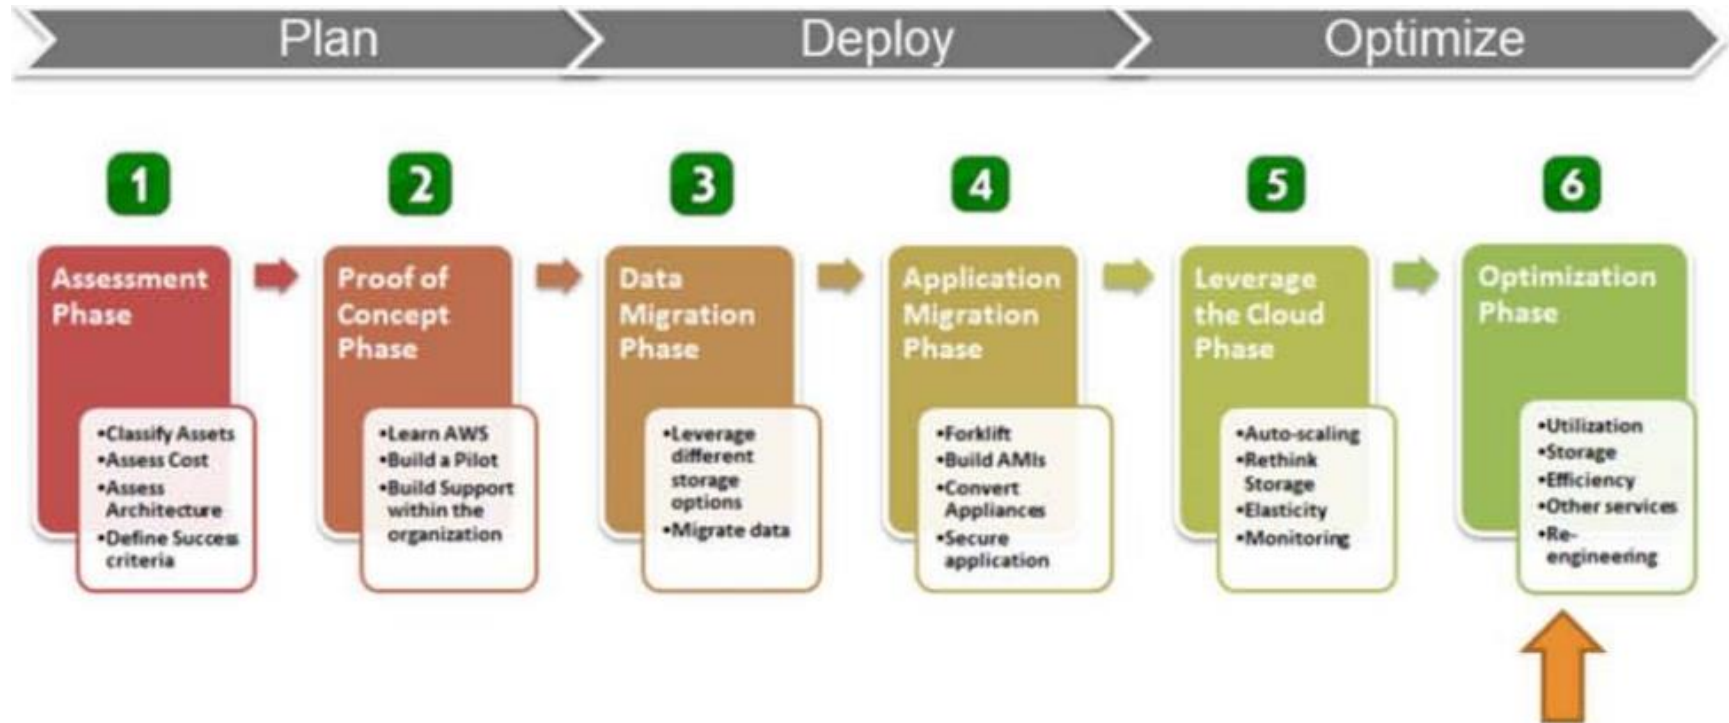 Plan
Deploy
Optimize
1
2
3
4
5
6
Assessment
Phase
•Classify Assets
•Assess Cost
•Assess
Architecture
•Define Success
criteria
Proof of
Concept
Phase
•Learn AWS
•Build a Pilot
•Build Support
within the
organization
Data
Migration
Phase
•Leverage
different
storage
options
•Migrate data
Application
Migration
Phase
•Forklift
•Build AMIs
•Convert
Appliances
•Secure
application
Leverage
the Cloud
Phase
•Auto-scaling
•Rethink
Storage
•Elasticity
•Monitoring
Optimization
Phase
•Utilization
•Storage
•Efficiency
•Other services
•Re-
engineering